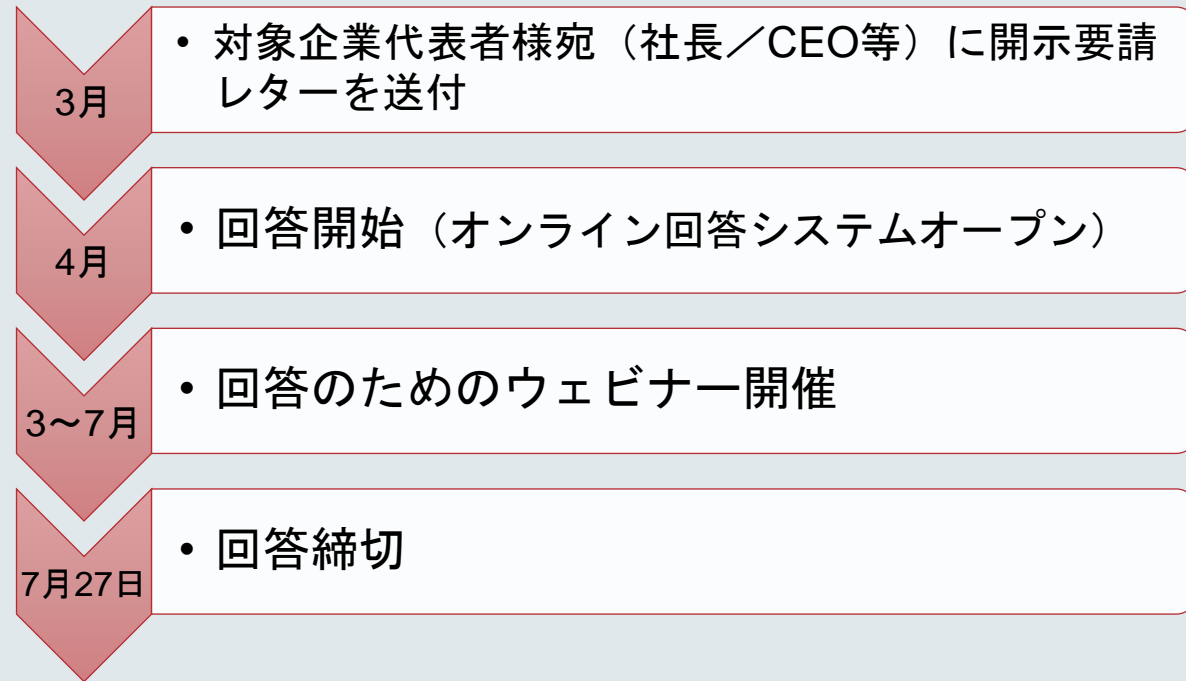 3月
• 対象企業代表者様宛（社長／CEO等）に開示要請
レターを送付
4月
• 回答開始（オンライン回答システムオープン）
3～7月
• 回答のためのウェビナー開催
7月27日
• 回答締切